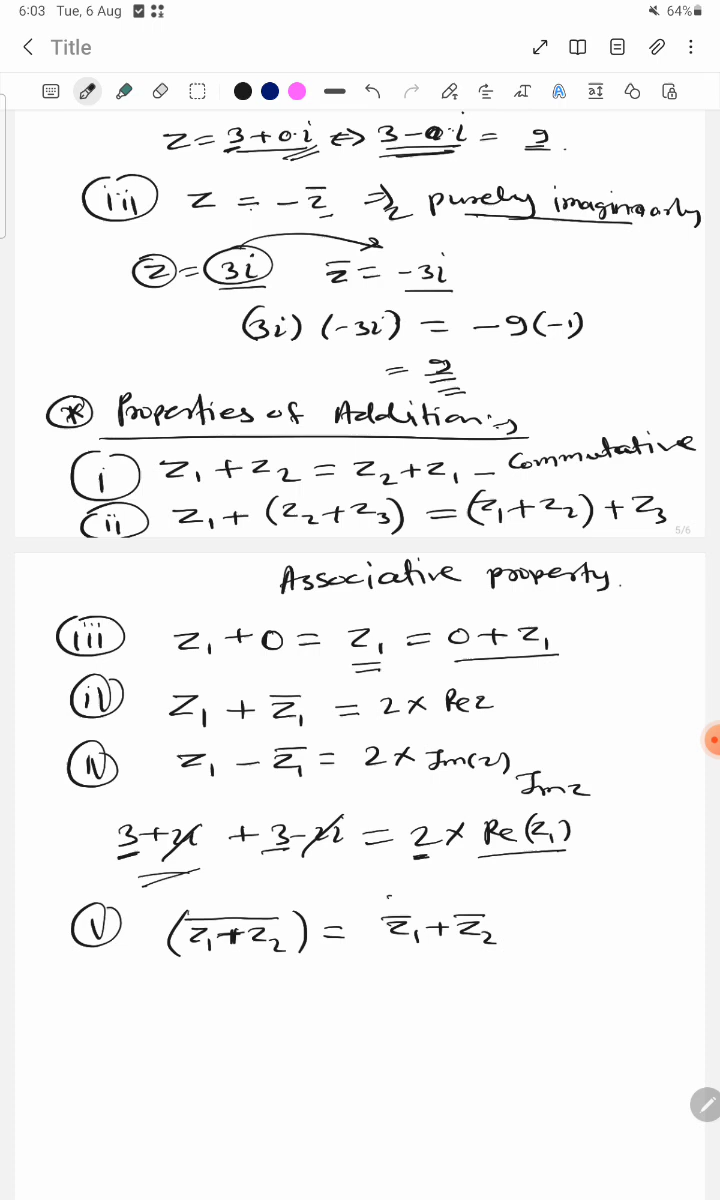 6:03 Tue, 6 Aug 64%
Title
z = 3+0·i ⇔ 3-0·i = 9.
(iii) z = -z̅ ⇒ purely imaginary
z = 3i z̅ = -3i
(3i) (-3i) = -9(-1)
= 9
* Properties of Addition :→
(i) z₁ + z₂ = z₂ + z₁ - Commutative
(ii) z₁ + (z₂+z₃) = (z₁+z₂) + z₃
5/6
Associative property.
(iii) z₁ + 0 = z₁ = 0 + z₁
(iv) z₁ + z̅₁ = 2 × Re z
(iv) z₁ - z̅₁ = 2 × Im(z)
Im z
3+ + 3- = 2 × Re(z₁)
(v) (\overline{z₁+z₂}) = z̅₁ + z̅₂